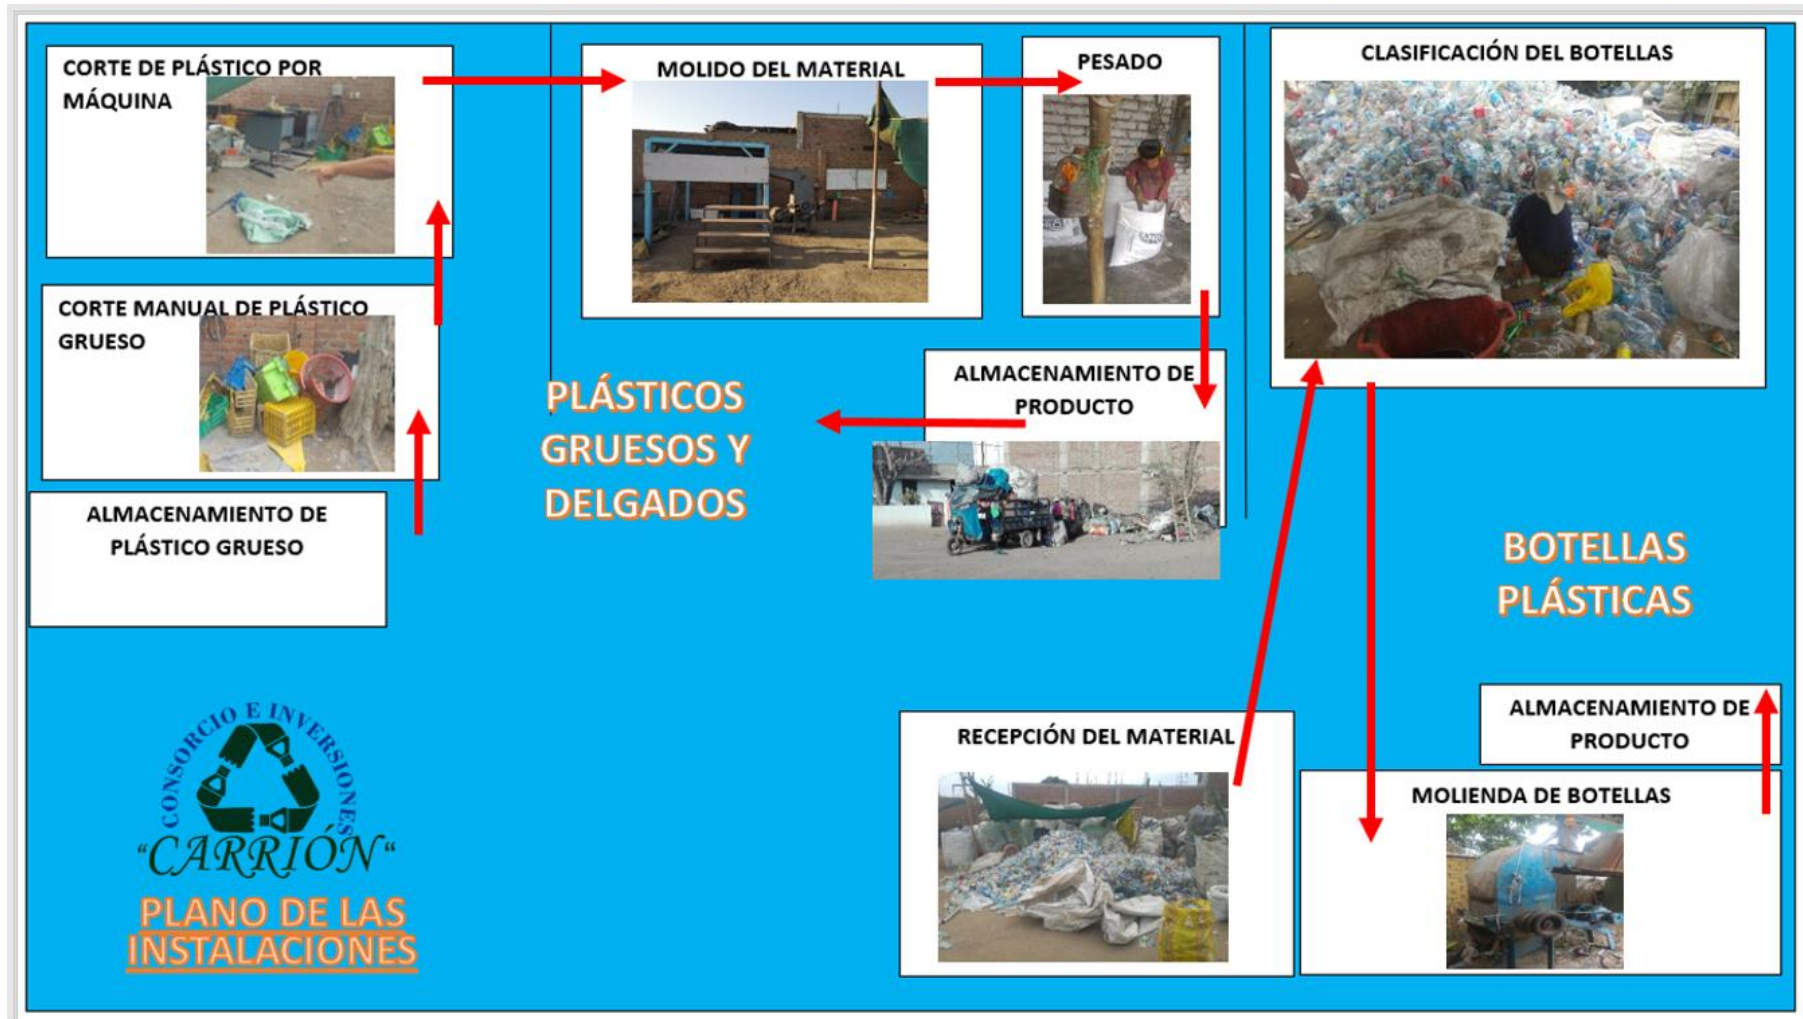 CORTE DE PLÁSTICO POR
MÁQUINA
MOLIDO DEL MATERIAL
PESADO
CLASIFICACIÓN DEL BOTELLAS
CORTE MANUAL DE PLÁSTICO
GRUESO
ALMACENAMIENTO DE
PRODUCTO
PLÁSTICOS
GRUESOS Y
DELGADOS
ALMACENAMIENTO DE
PLÁSTICO GRUESO
BOTELLAS
PLÁSTICAS
RECEPCIÓN DEL MATERIAL
ALMACENAMIENTO DE
PRODUCTO
MOLIENDA DE BOTELLAS
CONSORCIO E INVERSIONES
"CARRIÓN"
PLANO DE LAS
INSTALACIONES